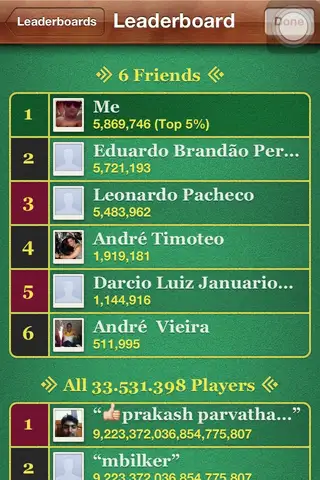 Leaderboards
Leaderboard
Done
6 Friends
1
Me
5,869,746 (Top 5%)
2
Eduardo Brandão Per...
5,721,193
3
Leonardo Pacheco
5,483,962
4
André Timoteo
1,919,181
5
Darcio Luiz Januario...
1,144,916
6
André Vieira
511,995
All 33.531.398 Players
1
“👍prakash parvatha...”
9,223,372,036,854,775,807
2
“mbilker”
9,223,372,036,854,775,807